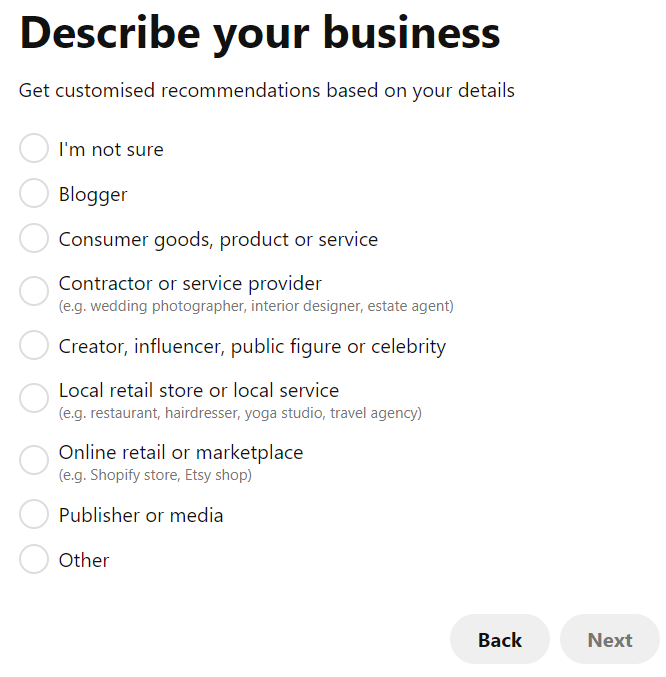 Describe your business
Get customised recommendations based on your details
I'm not sure
Blogger
Consumer goods, product or service
Contractor or service provider
(e.g. wedding photographer, interior designer, estate agent)
Creator, influencer, public figure or celebrity
Local retail store or local service
(e.g. restaurant, hairdresser, yoga studio, travel agency)
Online retail or marketplace
(e.g. Shopify store, Etsy shop)
Publisher or media
Other
Back Next